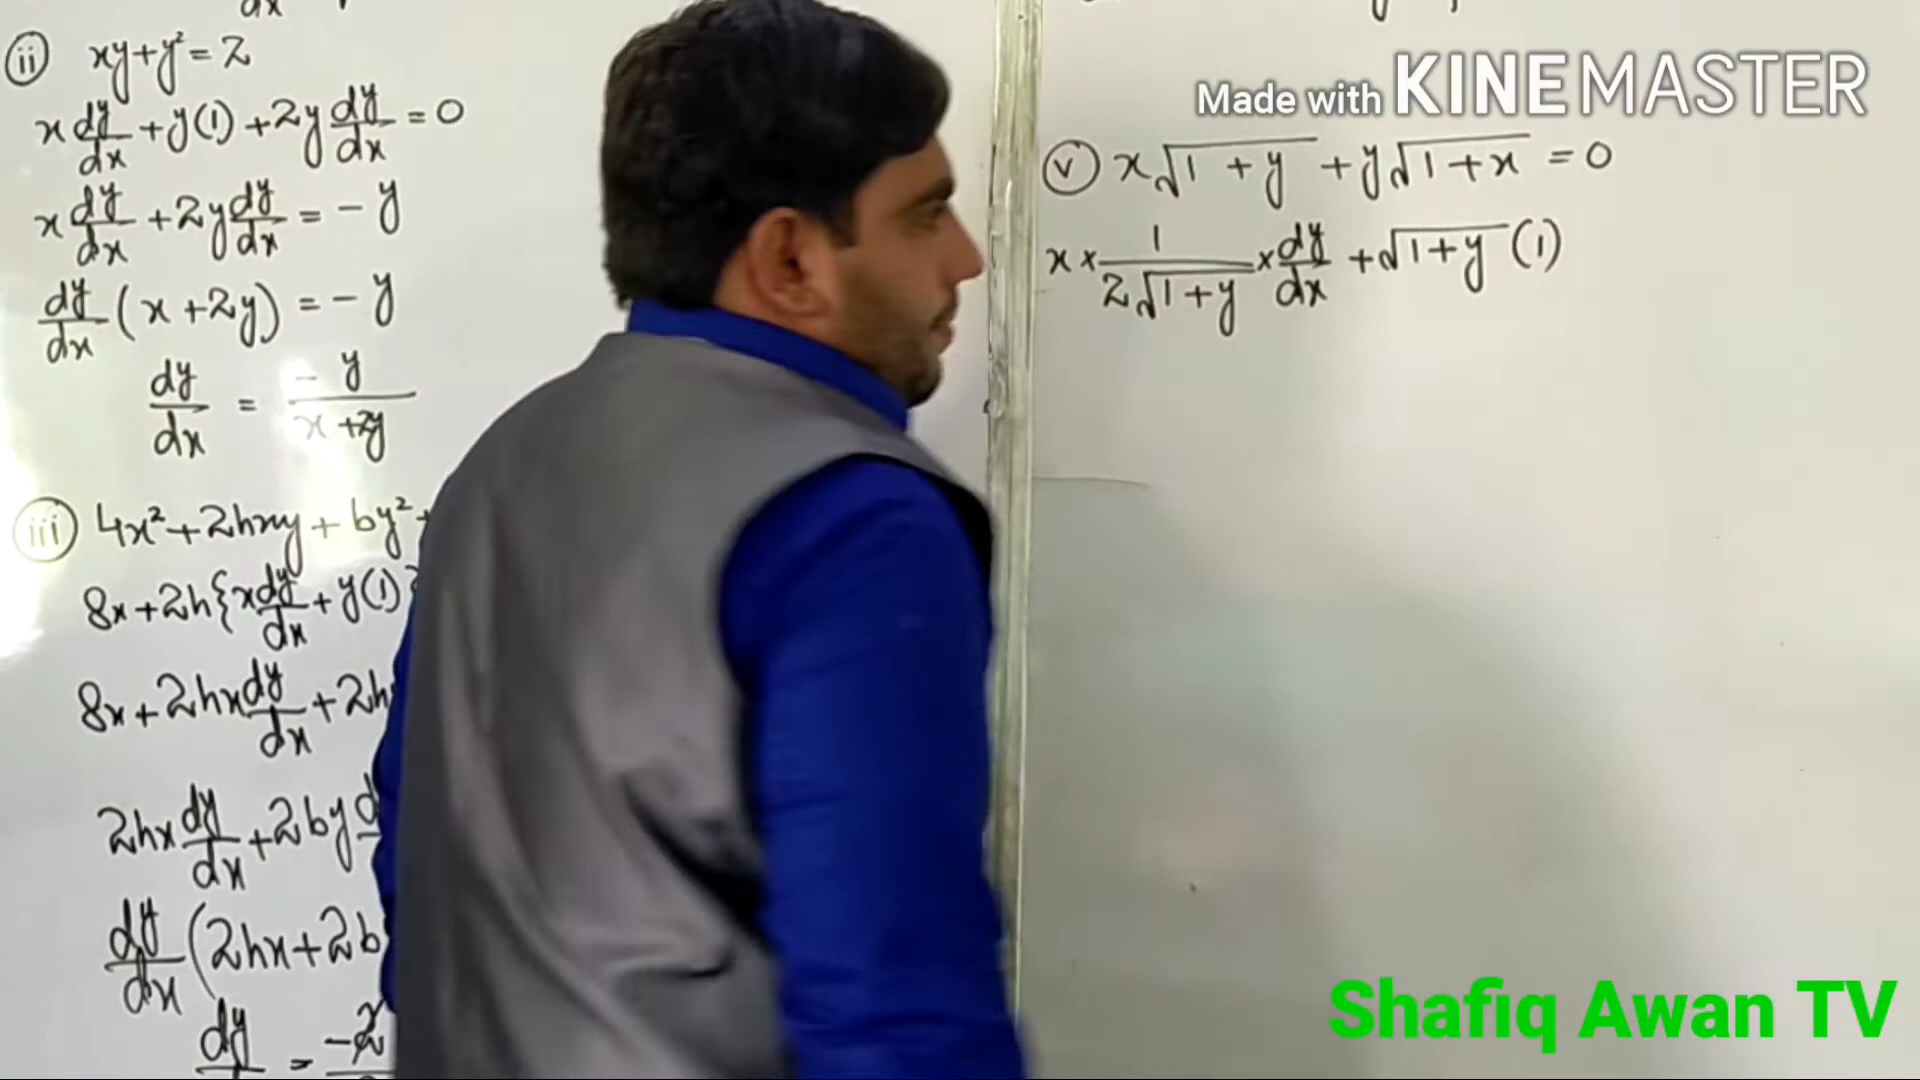 dx
ii xy+y²=2
x dy/dx + y(1) + 2y dy/dx = 0
x dy/dx + 2y dy/dx = - y
dy/dx ( x + 2y) = - y
dy/dx = - y / x + 2y
iii 4x² + 2hxy + by² +
8x + 2h{x dy/dx + y(1)
8x + 2hx dy/dx + 2h
2hx dy/dx + 2by d
dy/dx (2hx + 2b
dy = -2
Made with KINEMASTER
v x√1+y + y√1+x = 0
x × 1/2√1+y × dy/dx + √1+y (1)
Shafiq Awan TV